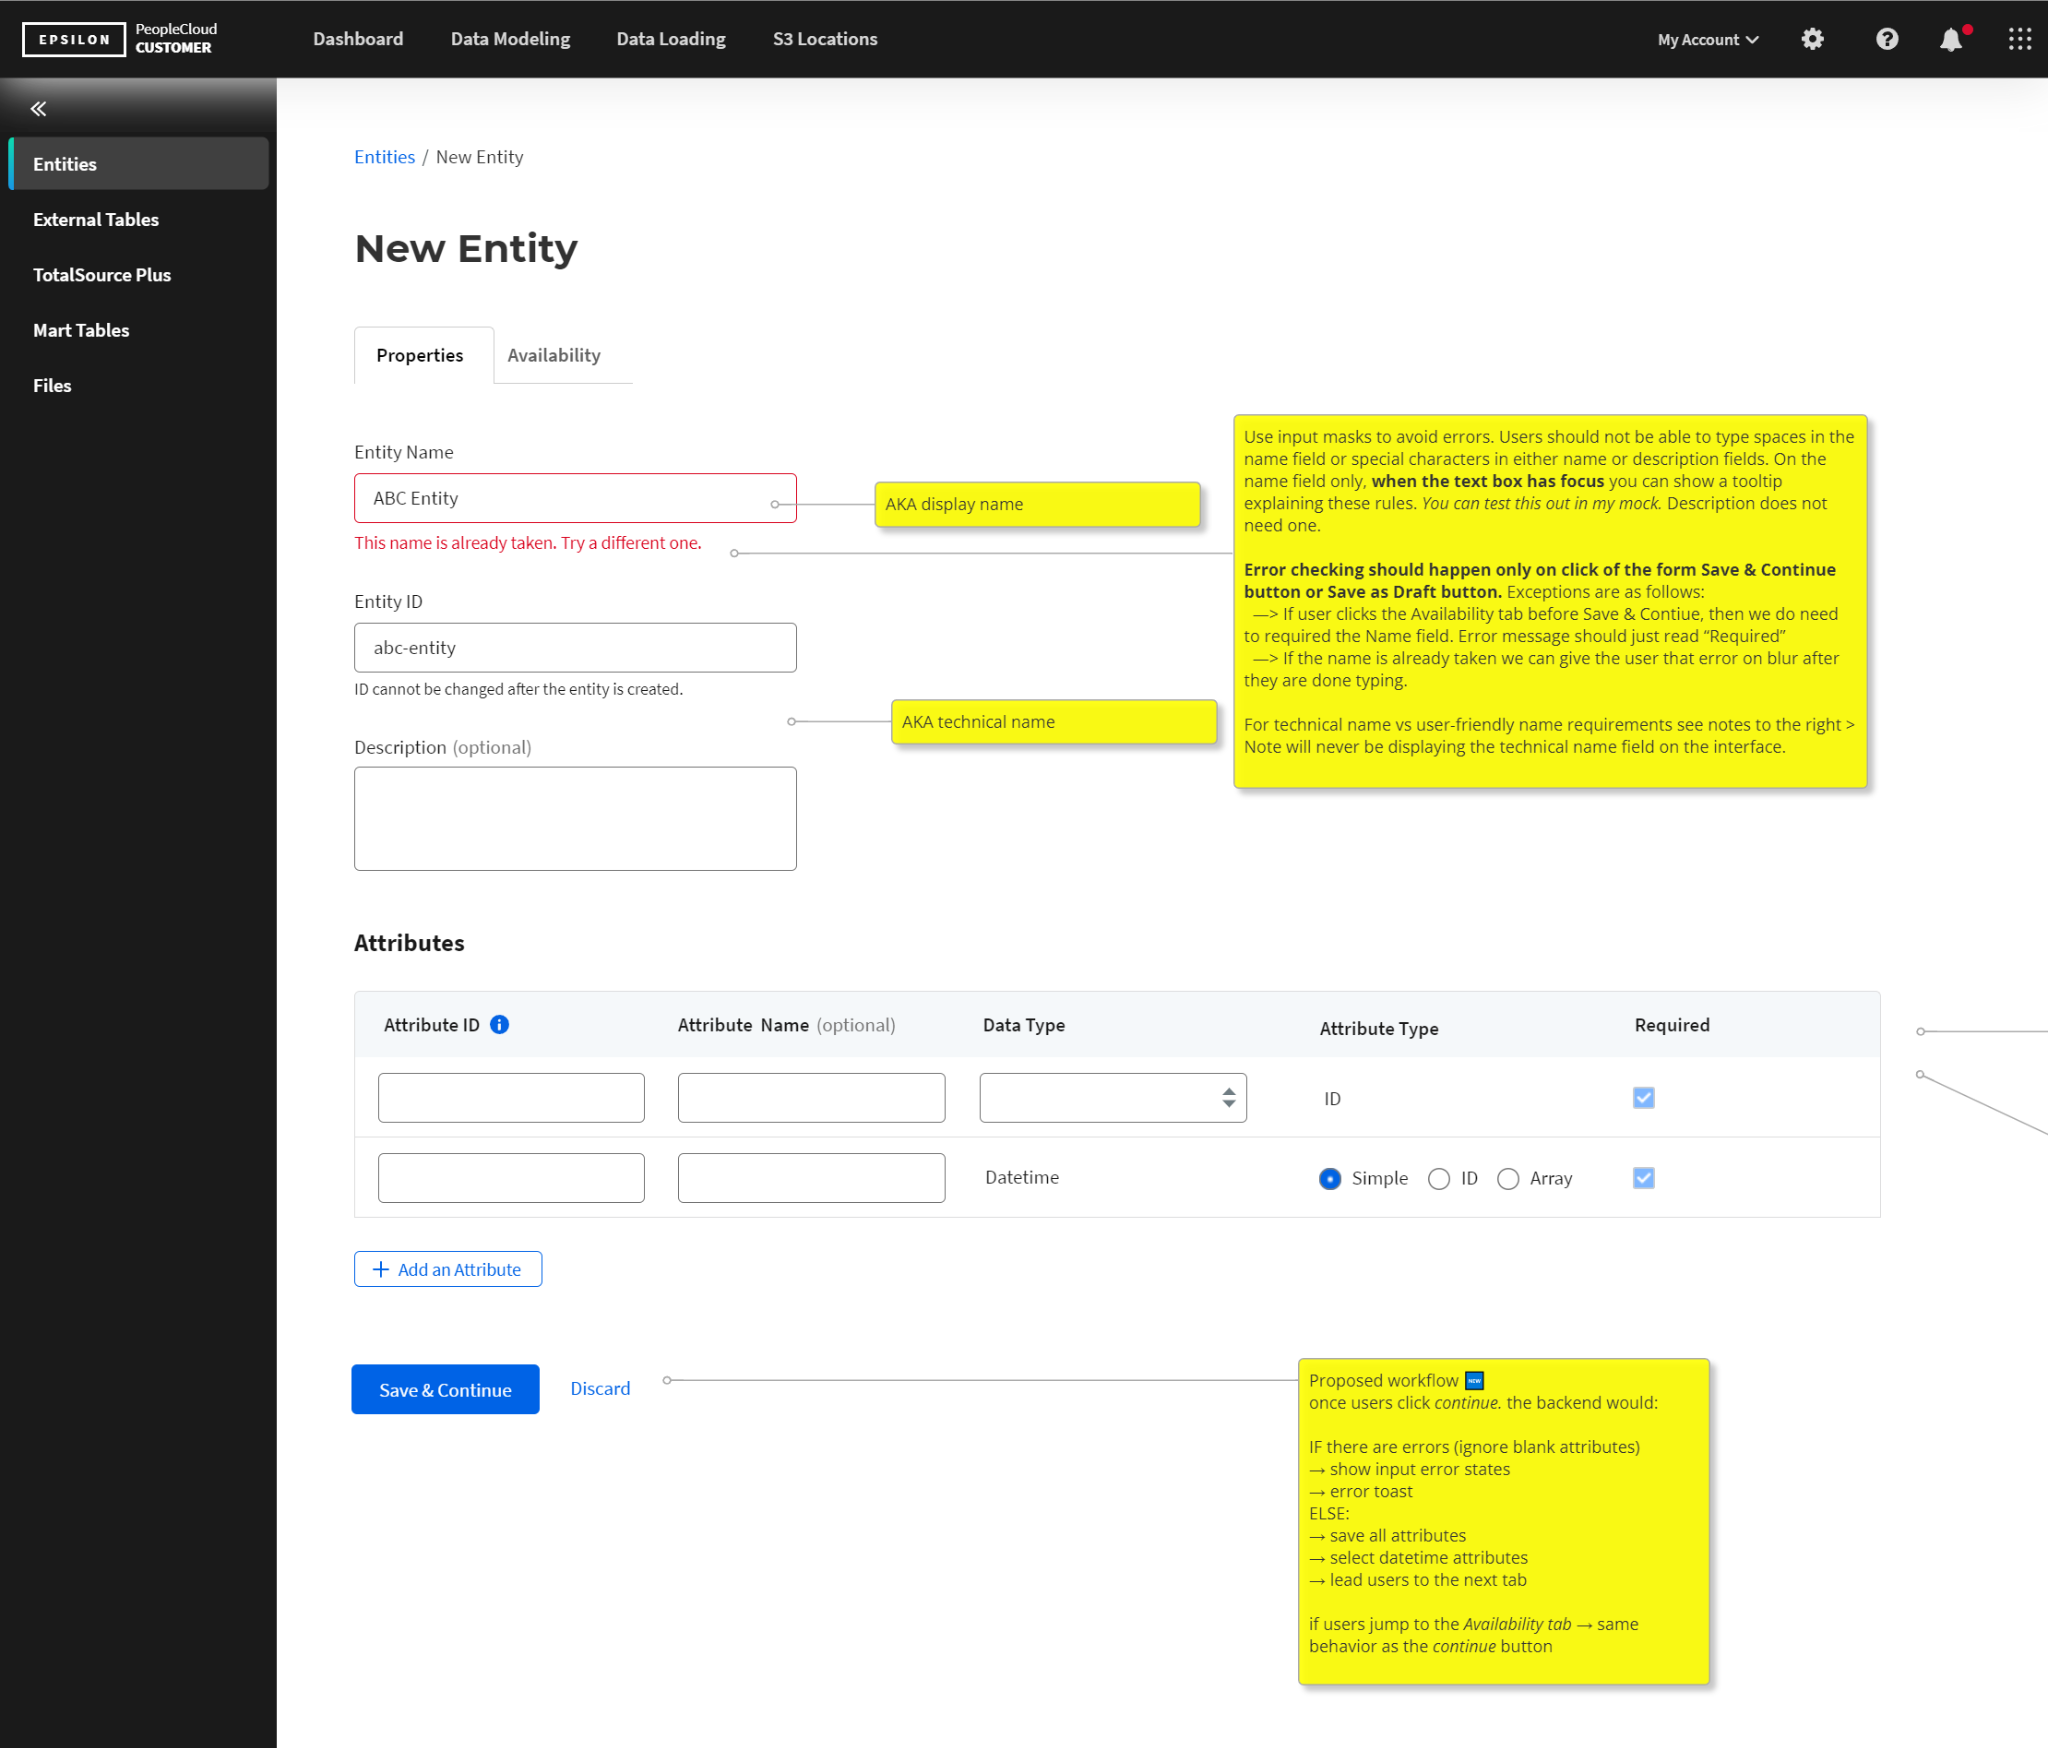 EPSILON
PeopleCloud
CUSTOMER
Dashboard
Data Modeling
Data Loading
S3 Locations
My Account
Entities
External Tables
TotalSource Plus
Mart Tables
Files
Entities / New Entity
New Entity
Properties
Availability
Entity Name
ABC Entity
This name is already taken. Try a different one.
AKA display name
Entity ID
abc-entity
ID cannot be changed after the entity is created.
AKA technical name
Description (optional)
Use input masks to avoid errors. Users should not be able to type spaces in the
name field or special characters in either name or description fields. On the
name field only, when the text box has focus you can show a tooltip
explaining these rules. You can test this out in my mock. Description does not
need one.
Error checking should happen only on click of the form Save & Continue
button or Save as Draft button. Exceptions are as follows:
—> If user clicks the Availability tab before Save & Contiue, then we do need
to required the Name field. Error message should just read “Required”
—> If the name is already taken we can give the user that error on blur after
they are done typing.
For technical name vs user-friendly name requirements see notes to the right >
Note will never be displaying the technical name field on the interface.
Attributes
Attribute ID
Attribute Name (optional)
Data Type
Attribute Type
Required
ID
Datetime
Simple
ID
Array
+ Add an Attribute
Save & Continue
Discard
Proposed workflow NEW
once users click continue. the backend would:
IF there are errors (ignore blank attributes)
→ show input error states
→ error toast
ELSE:
→ save all attributes
→ select datetime attributes
→ lead users to the next tab
if users jump to the Availability tab → same
behavior as the continue button